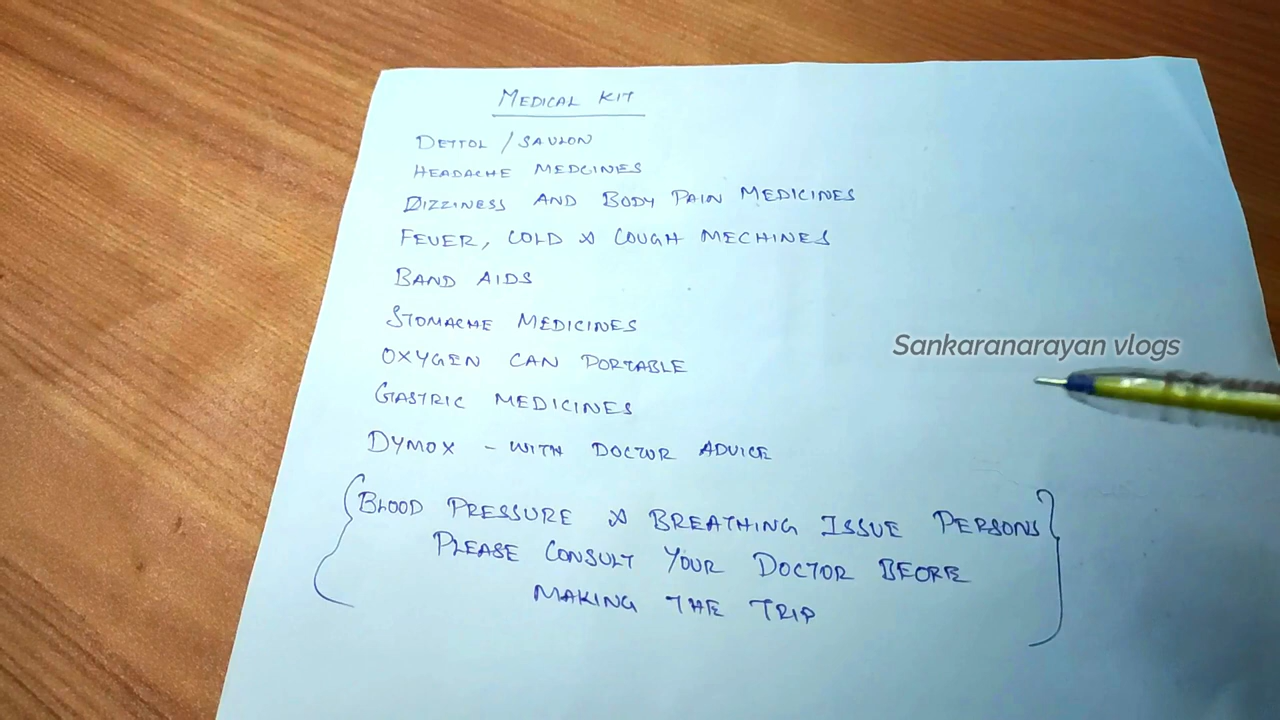 MEDICAL KIT
DETTOL / SAVLON
HEADACHE MEDCINES
DIZZINESS AND BODY PAIN MEDICINES
FEVER, COLD & COUGH MECHINES
BAND AIDS
STOMACHE MEDICINES
OXYGEN CAN PORTABLE
Sankaranarayan vlogs
GASTRIC MEDICINES
DYMOX - WITH DOCTOR ADVICE
{BLOOD PRESSURE & BREATHING ISSUE PERSONS}
PLEASE CONSULT YOUR DOCTOR BEFORE
MAKING THE TRIP